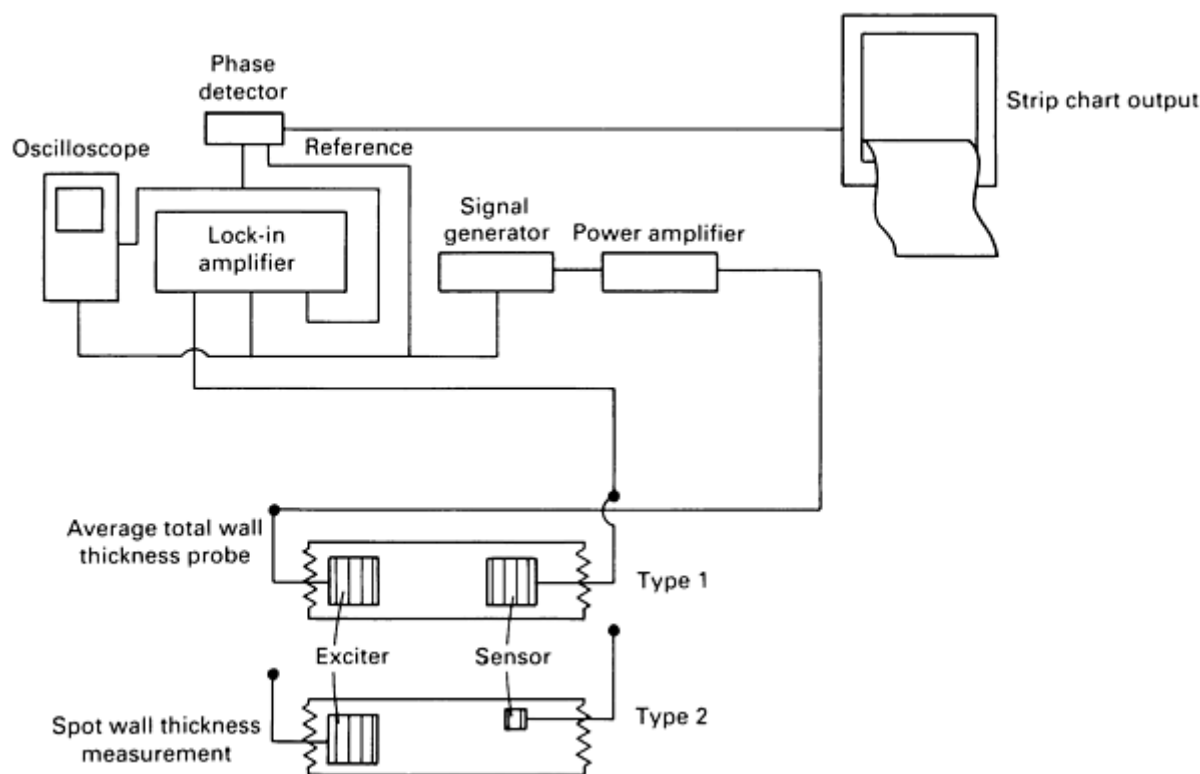 Phase
detector
Strip chart output
Oscilloscope
Reference
Signal
generator
Power amplifier
Lock-in
amplifier
Average total wall
thickness probe
Type 1
Exciter
Sensor
Spot wall thickness
measurement
Type 2